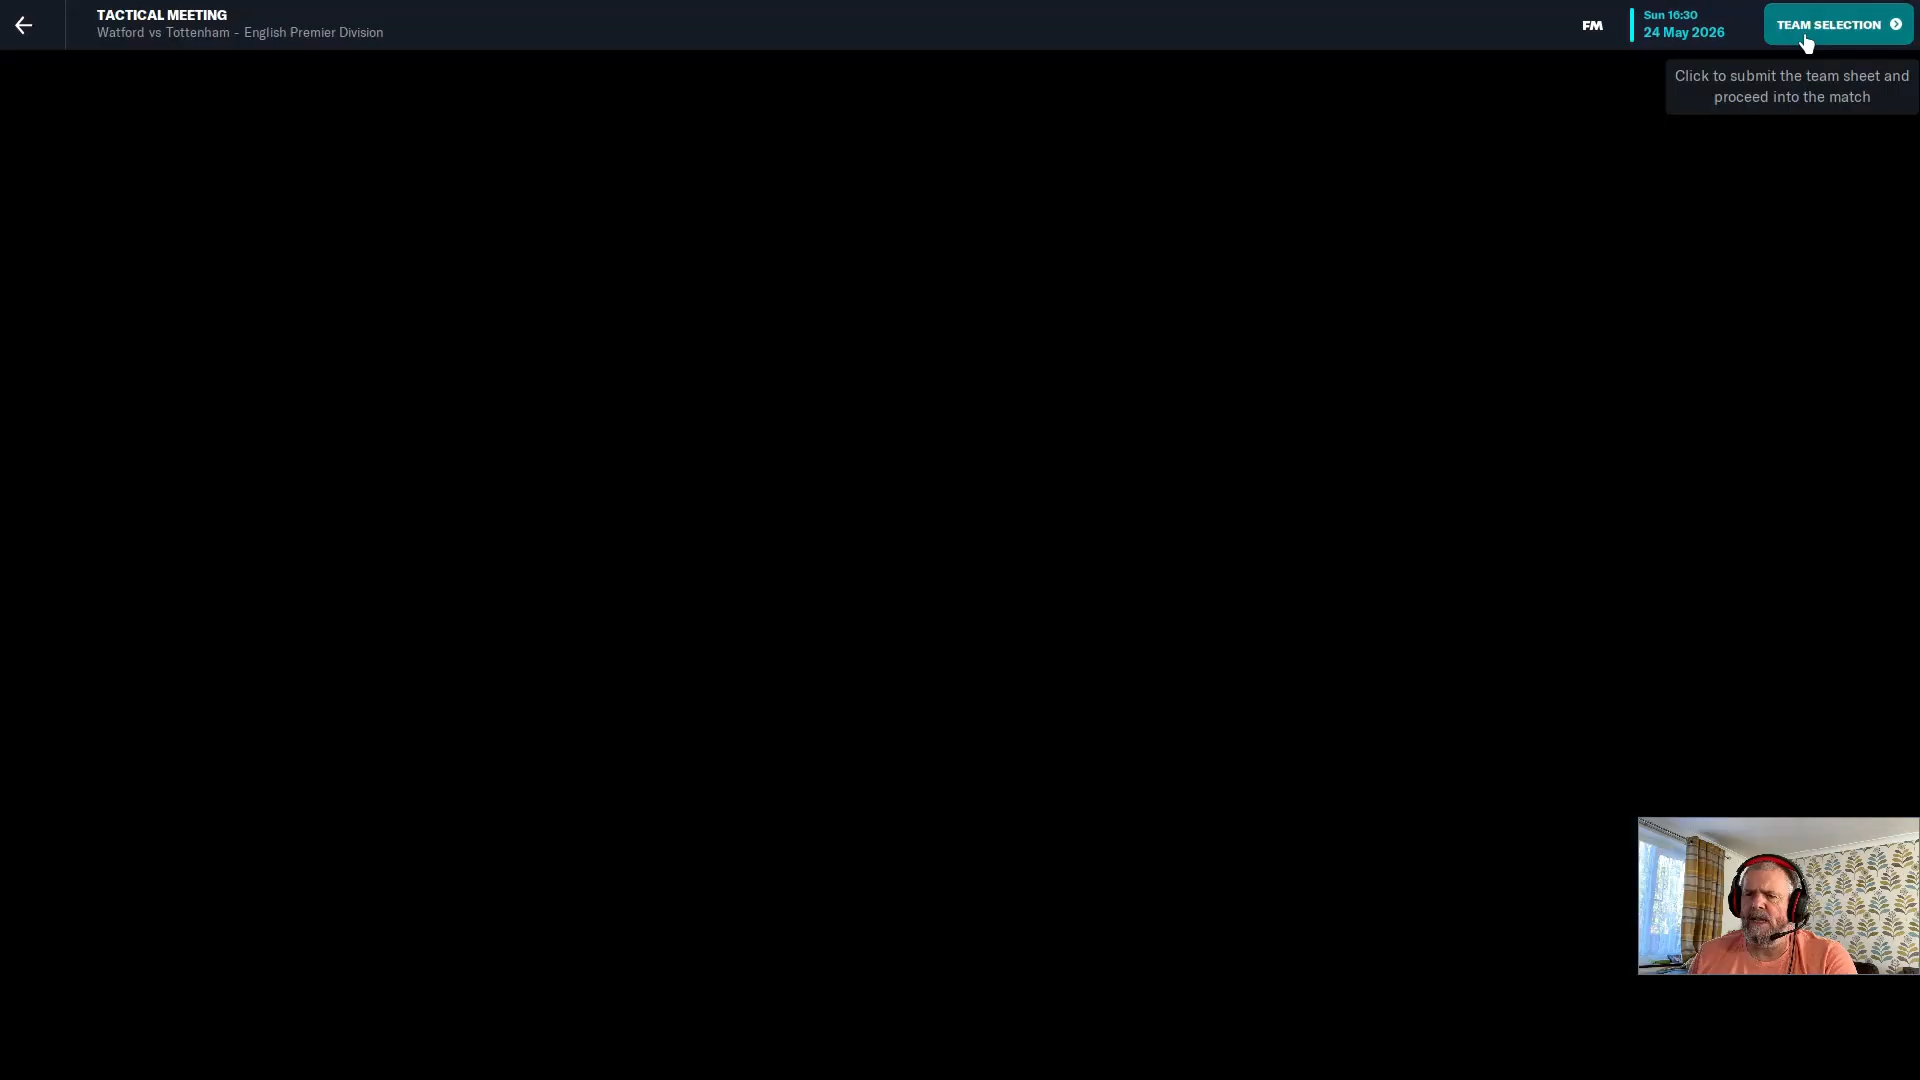 TACTICAL MEETING
Watford vs Tottenham - English Premier Division
FM
Sun 16:30
24 May 2026
TEAM SELECTION
Click to submit the team sheet and
proceed into the match